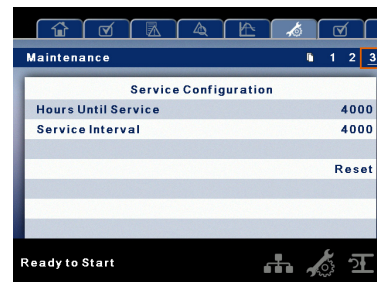 Maintenance 1 2 3
Service Configuration
Hours Until Service 4000
Service Interval 4000
Reset
Ready to Start